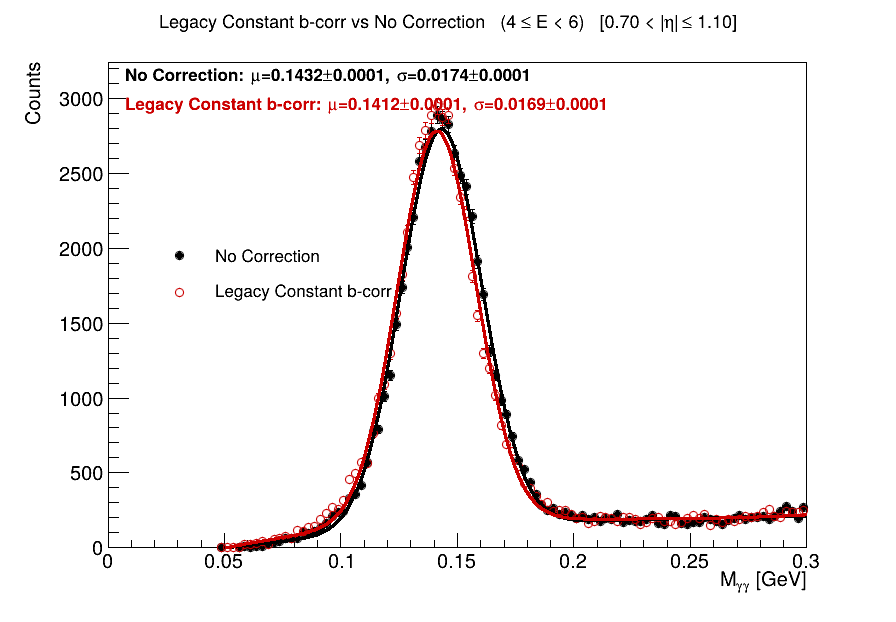 Legacy Constant b-corr vs No Correction (4 ≤ E < 6) [0.70 < |η| ≤ 1.10]
Counts
No Correction: μ=0.1432±0.0001, σ=0.0174±0.0001
Legacy Constant b-corr: μ=0.1412±0.0001, σ=0.0169±0.0001
3000
2500
2000
1500
1000
500
0
No Correction
Legacy Constant b-corr
0 0.05 0.1 0.15 0.2 0.25 0.3
Mγγ [GeV]